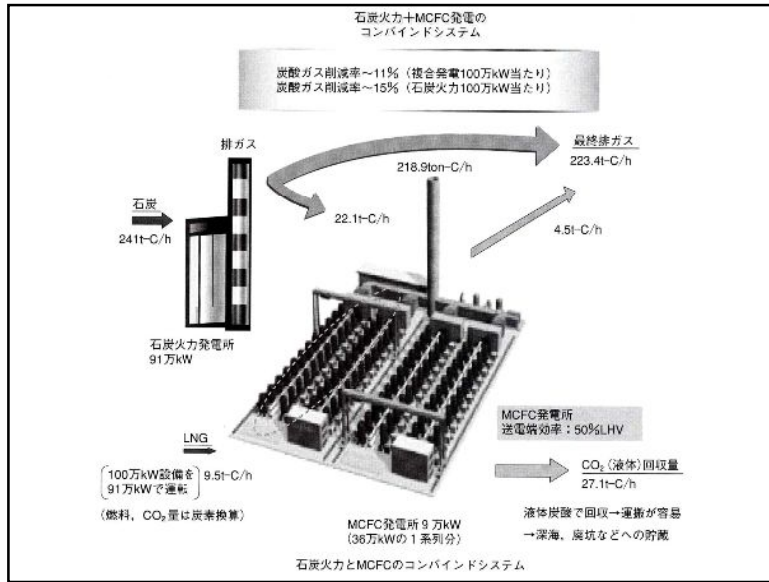 石炭火力＋MCFC発電の
コンバインドシステム
炭酸ガス削減率～11％（複合発電100万kW当たり）
炭酸ガス削減率～15％（石炭火力100万kW当たり）
排ガス
最終排ガス
218.9ton-C/h
223.4t-C/h
石炭
22.1t-C/h
241t-C/h
4.5t-C/h
石炭火力発電所
91万kW
MCFC発電所
送電端効率：50％LHV
LNG
CO₂（液体）回収量
100万kW設備を
91万kWで運転
9.5t-C/h
27.1t-C/h
（燃料，CO₂量は炭素換算）
MCFC発電所 9 万kW
（36万kWの 1 系列分）
液体炭酸で回収→運搬が容易
→深海、廃坑などへの貯蔵
石炭火力とMCFCのコンバインドシステム